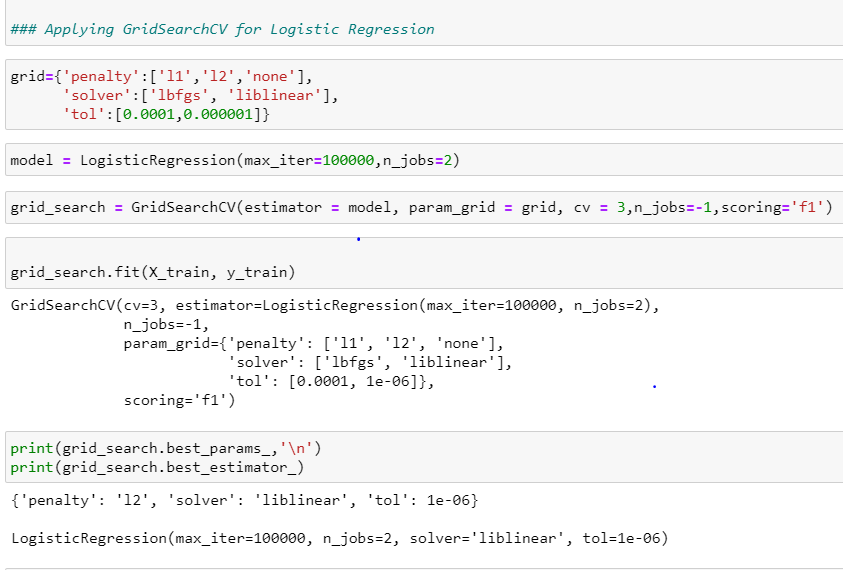 ### Applying GridSearchCV for Logistic Regression
grid={'penalty':['l1','l2','none'],
'solver':['lbfgs', 'liblinear'],
'tol':[0.0001,0.000001]}
model = LogisticRegression(max_iter=100000,n_jobs=2)
grid_search = GridSearchCV(estimator = model, param_grid = grid, cv = 3,n_jobs=-1,scoring='f1')
grid_search.fit(X_train, y_train)
GridSearchCV(cv=3, estimator=LogisticRegression(max_iter=100000, n_jobs=2),
n_jobs=-1,
param_grid={'penalty': ['l1', 'l2', 'none'],
'solver': ['lbfgs', 'liblinear'],
'tol': [0.0001, 1e-06]},
scoring='f1')
print(grid_search.best_params_,'\n')
print(grid_search.best_estimator_)
{'penalty': 'l2', 'solver': 'liblinear', 'tol': 1e-06}
LogisticRegression(max_iter=100000, n_jobs=2, solver='liblinear', tol=1e-06)